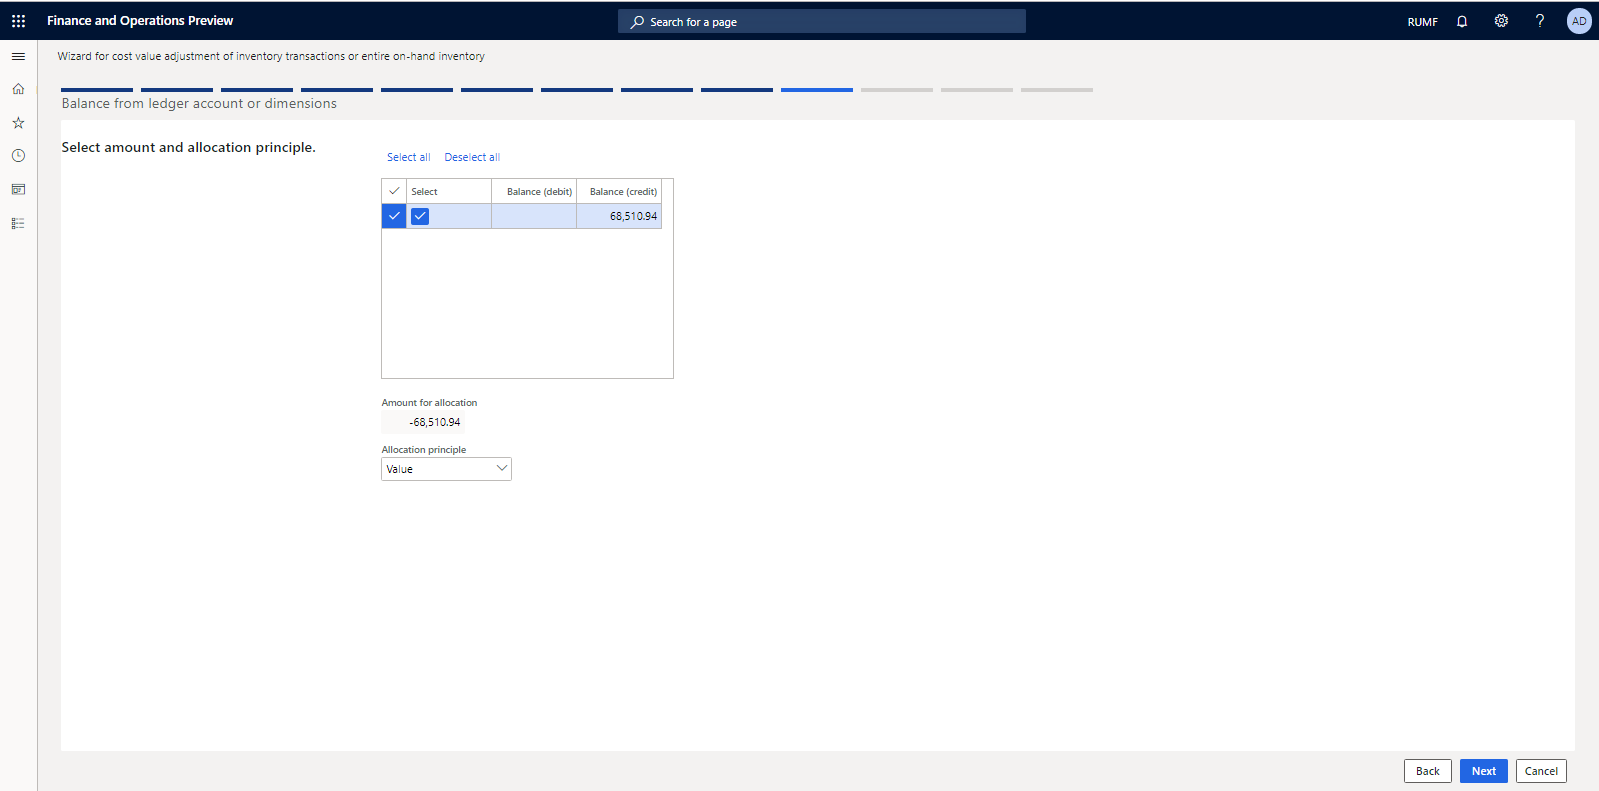 Finance and Operations Preview
Search for a page
RUMF
?
AD
Wizard for cost value adjustment of inventory transactions or entire on-hand inventory
Balance from ledger account or dimensions
Select amount and allocation principle.
Select all Deselect all
Select Balance (debit) Balance (credit)
68,510.94
Amount for allocation
-68,510.94
Allocation principle
Value
Back Next Cancel